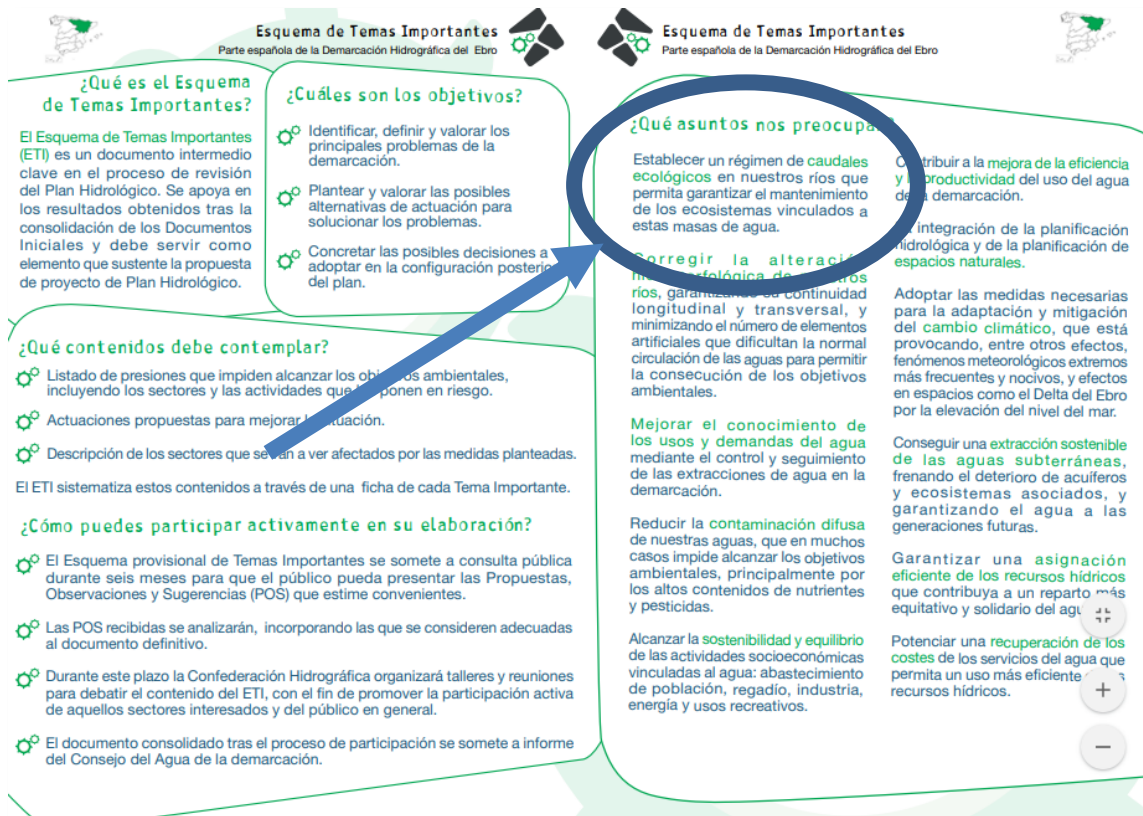 Esquema de Temas Importantes
Parte española de la Demarcación Hidrográfica del Ebro
¿Qué es el Esquema
de Temas Importantes?
El Esquema de Temas Importantes
(ETI) es un documento intermedio
clave en el proceso de revisión
del Plan Hidrológico. Se apoya en
los resultados obtenidos tras la
consolidación de los Documentos
Iniciales y debe servir como
elemento que sustente la propuesta
de proyecto de Plan Hidrológico.
¿Cuáles son los objetivos?
Identificar, definir y valorar los
principales problemas de la
demarcación.
Plantear y valorar las posibles
alternativas de actuación para
solucionar los problemas.
Concretar las posibles decisiones a
adoptar en la configuración posterior
del plan.
¿Qué contenidos debe contemplar?
Listado de presiones que impiden alcanzar los objetivos ambientales,
incluyendo los sectores y las actividades que ponen en riesgo.
Actuaciones propuestas para mejorar la situación.
Descripción de los sectores que se van a ver afectados por las medidas planteadas.
El ETI sistematiza estos contenidos a través de una ficha de cada Tema Importante.
¿Cómo puedes participar activamente en su elaboración?
El Esquema provisional de Temas Importantes se somete a consulta pública
durante seis meses para que el público pueda presentar las Propuestas,
Observaciones y Sugerencias (POS) que estime convenientes.
Las POS recibidas se analizarán, incorporando las que se consideren adecuadas
al documento definitivo.
Durante este plazo la Confederación Hidrográfica organizará talleres y reuniones
para debatir el contenido del ETI, con el fin de promover la participación activa
de aquellos sectores interesados y del público en general.
El documento consolidado tras el proceso de participación se somete a informe
del Consejo del Agua de la demarcación.
Esquema de Temas Importantes
Parte española de la Demarcación Hidrográfica del Ebro
¿Qué asuntos nos preocupan?
Establecer un régimen de caudales
ecológicos en nuestros ríos que
permita garantizar el mantenimiento
de los ecosistemas vinculados a
estas masas de agua.
Corregir la alteración
hidromorfológica de nuestros
ríos, garantizando su continuidad
longitudinal y transversal, y
minimizando el número de elementos
artificiales que dificultan la normal
circulación de las aguas para permitir
la consecución de los objetivos
ambientales.
Mejorar el conocimiento de
los usos y demandas del agua
mediante el control y seguimiento
de las extracciones de agua en la
demarcación.
Reducir la contaminación difusa
de nuestras aguas, que en muchos
casos impide alcanzar los objetivos
ambientales, principalmente por
los altos contenidos de nutrientes
y pesticidas.
Alcanzar la sostenibilidad y equilibrio
de las actividades socioeconómicas
vinculadas al agua: abastecimiento
de población, regadío, industria,
energía y usos recreativos.
Contribuir a la mejora de la eficiencia
y la productividad del uso del agua
de la demarcación.
La integración de la planificación
hidrológica y de la planificación de
espacios naturales.
Adoptar las medidas necesarias
para la adaptación y mitigación
del cambio climático, que está
provocando, entre otros efectos,
fenómenos meteorológicos extremos
más frecuentes y nocivos, y efectos
en espacios como el Delta del Ebro
por la elevación del nivel del mar.
Conseguir una extracción sostenible
de las aguas subterráneas,
frenando el deterioro de acuíferos
y ecosistemas asociados, y
garantizando el agua a las
generaciones futuras.
Garantizar una asignación
eficiente de los recursos hídricos
que contribuya a un reparto más
equitativo y solidario del agua
Potenciar una recuperación de los
costes de los servicios del agua que
permita un uso más eficiente
recursos hídricos.